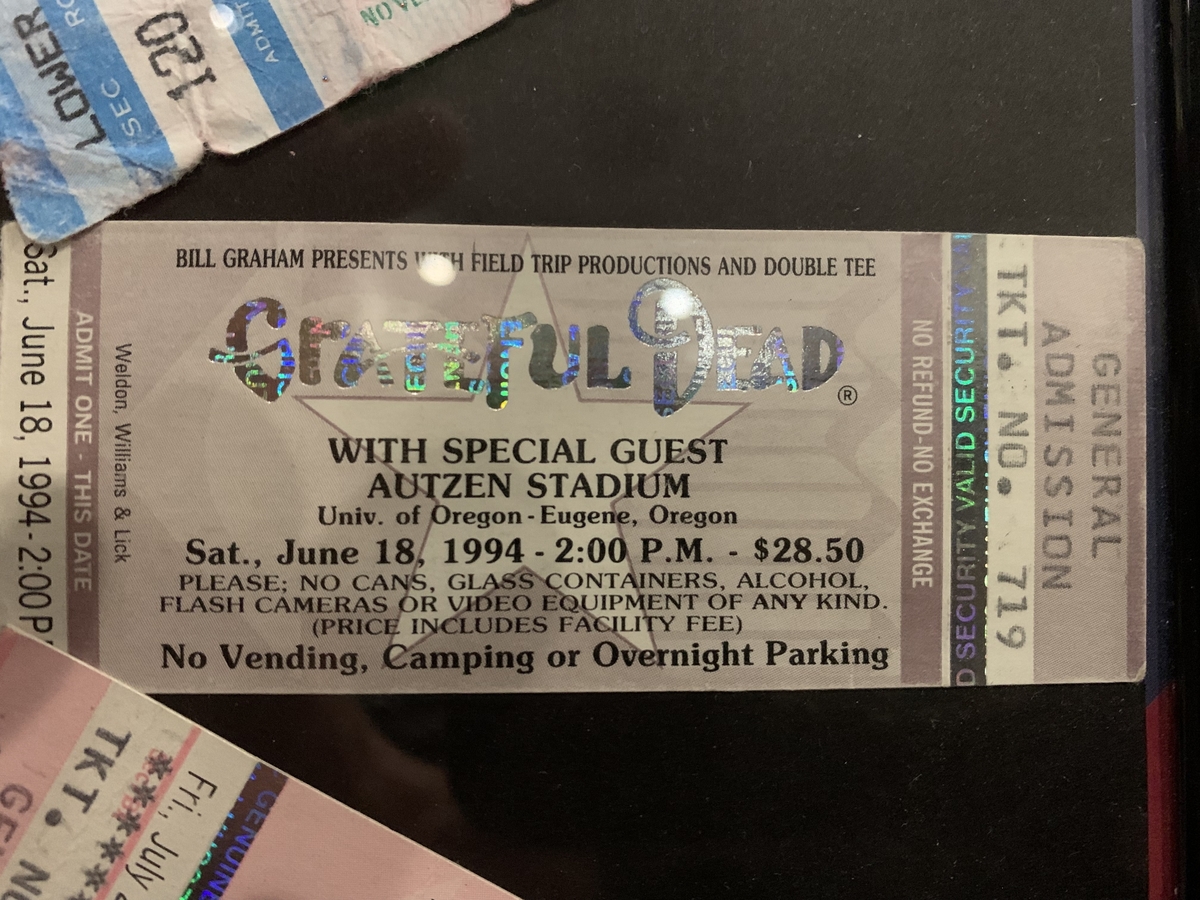 LOWER
SEC
120
ADMIT
Sat., June 18, 1994-2:00P
ADMIT ONE - THIS DATE
Weldon, Williams & Lick
BILL GRAHAM PRESENTS WITH FIELD TRIP PRODUCTIONS AND DOUBLE TEE
GRATEFUL DEAD®
WITH SPECIAL GUEST
AUTZEN STADIUM
Univ. of Oregon-Eugene, Oregon
Sat., June 18, 1994 - 2:00 P.M. - $28.50
PLEASE; NO CANS, GLASS CONTAINERS, ALCOHOL,
FLASH CAMERAS OR VIDEO EQUIPMENT OF ANY KIND.
(PRICE INCLUDES FACILITY FEE)
No Vending, Camping or Overnight Parking
NO REFUND-NO EXCHANGE
D SECURITY VALID SECURITY
TKT. NO. 719
GENERAL
ADMISSION
TKT. N
Fri., July
GENUINE